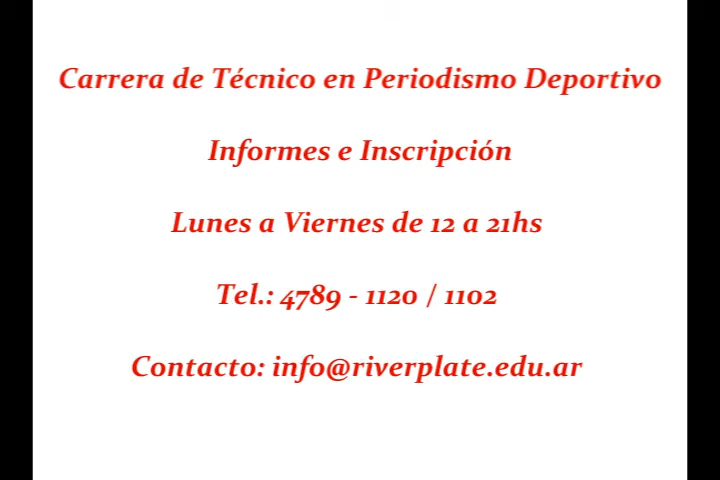 Carrera de Técnico en Periodismo Deportivo
Informes e Inscripción
Lunes a Viernes de 12 a 21hs
Tel.: 4789 - 1120 / 1102
Contacto: info@riverplate.edu.ar